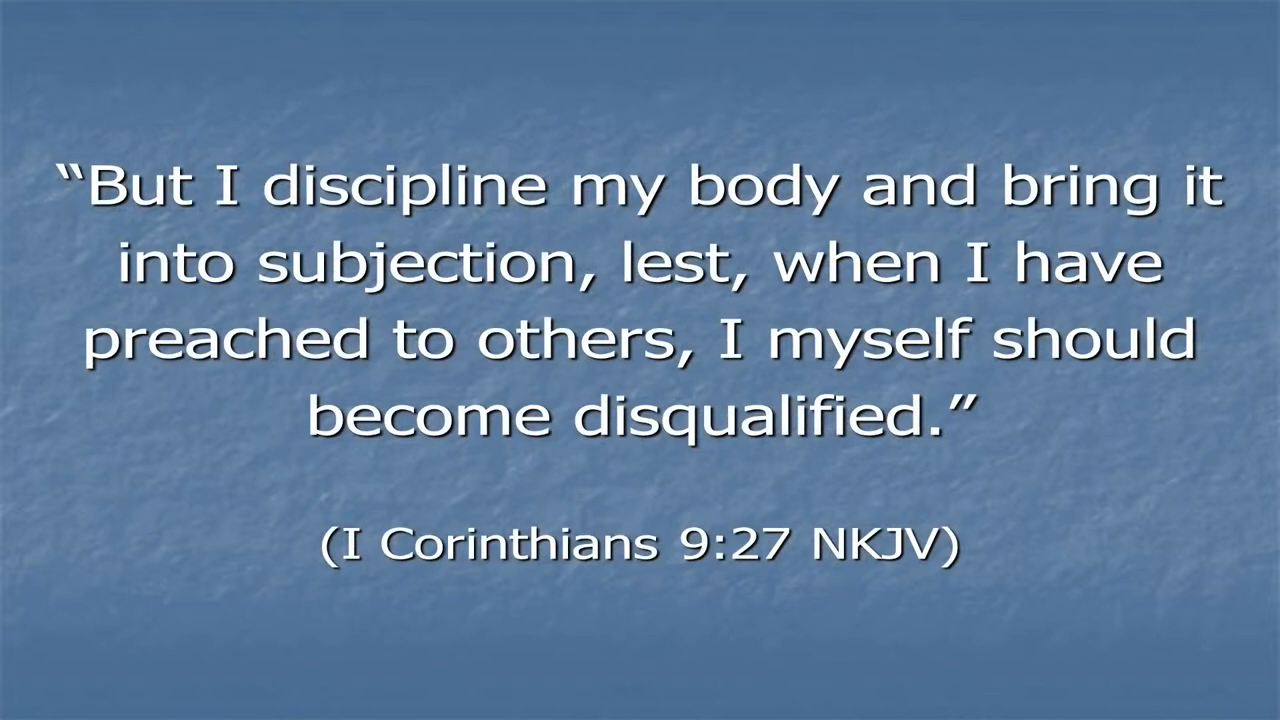 “But I discipline my body and bring it
into subjection, lest, when I have
preached to others, I myself should
become disqualified.”
(I Corinthians 9:27 NKJV)